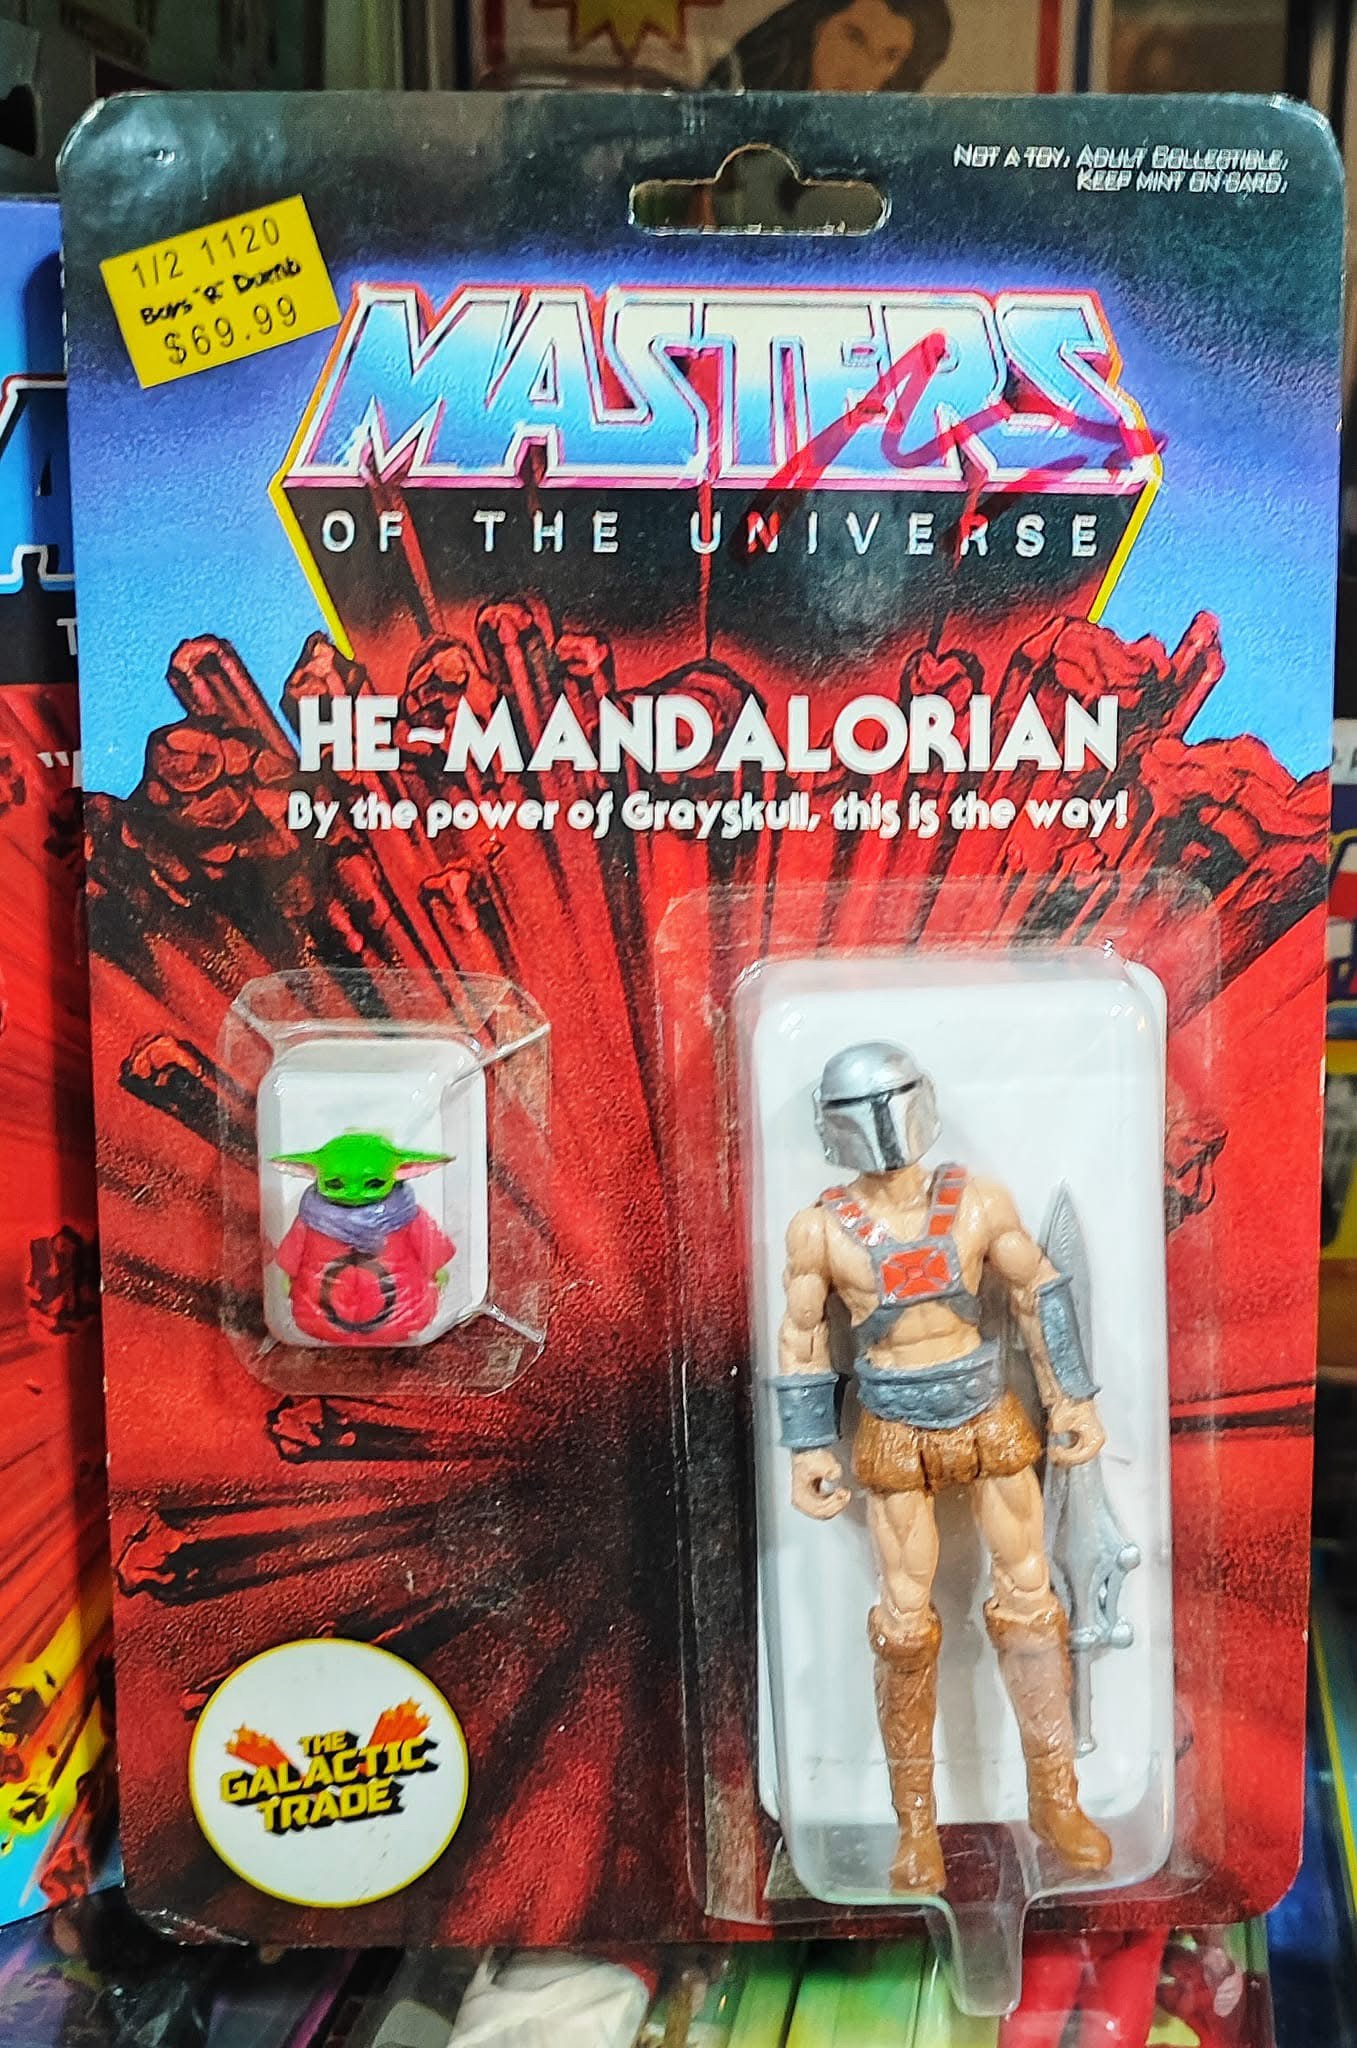 NOT A TOY, ADULT COLLECTIBLE,
KEEP MINT ON CARD,
1/2 1120
Boys "R" Dumb
$69.99
MASTERS
OF THE UNIVERSE
HE-MANDALORIAN
By the power of Grayskull, this is the way!
THE
GALACTIC
TRADE